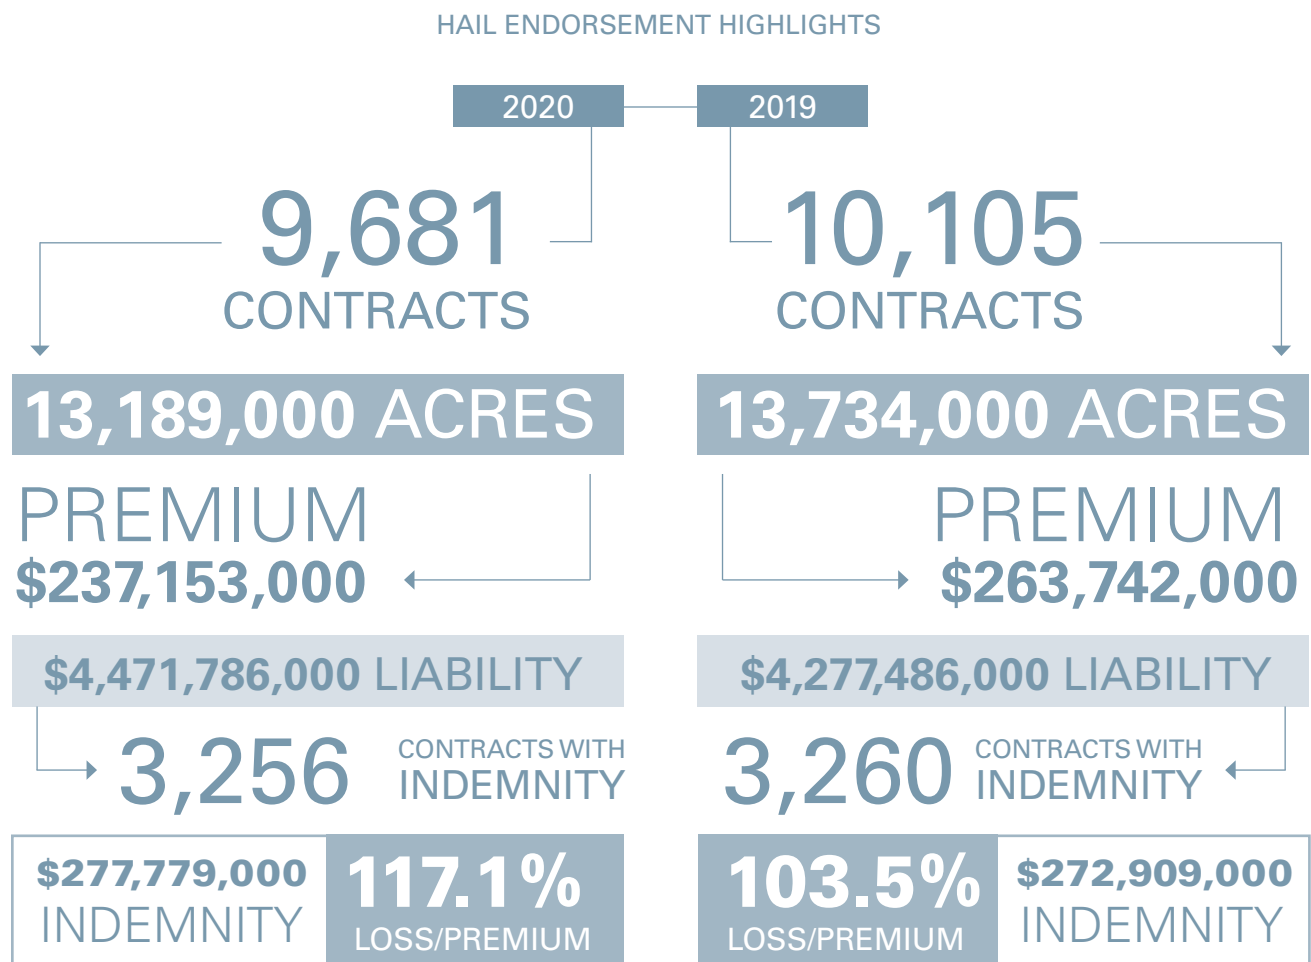 HAIL ENDORSEMENT HIGHLIGHTS
2020
9,681
CONTRACTS
13,189,000 ACRES
PREMIUM
$237,153,000
$4,471,786,000 LIABILITY
3,256
CONTRACTS WITH
INDEMNITY
$277,779,000
INDEMNITY
117.1%
LOSS/PREMIUM
2019
10,105
CONTRACTS
13,734,000 ACRES
PREMIUM
$263,742,000
$4,277,486,000 LIABILITY
3,260
CONTRACTS WITH
INDEMNITY
103.5%
LOSS/PREMIUM
$272,909,000
INDEMNITY